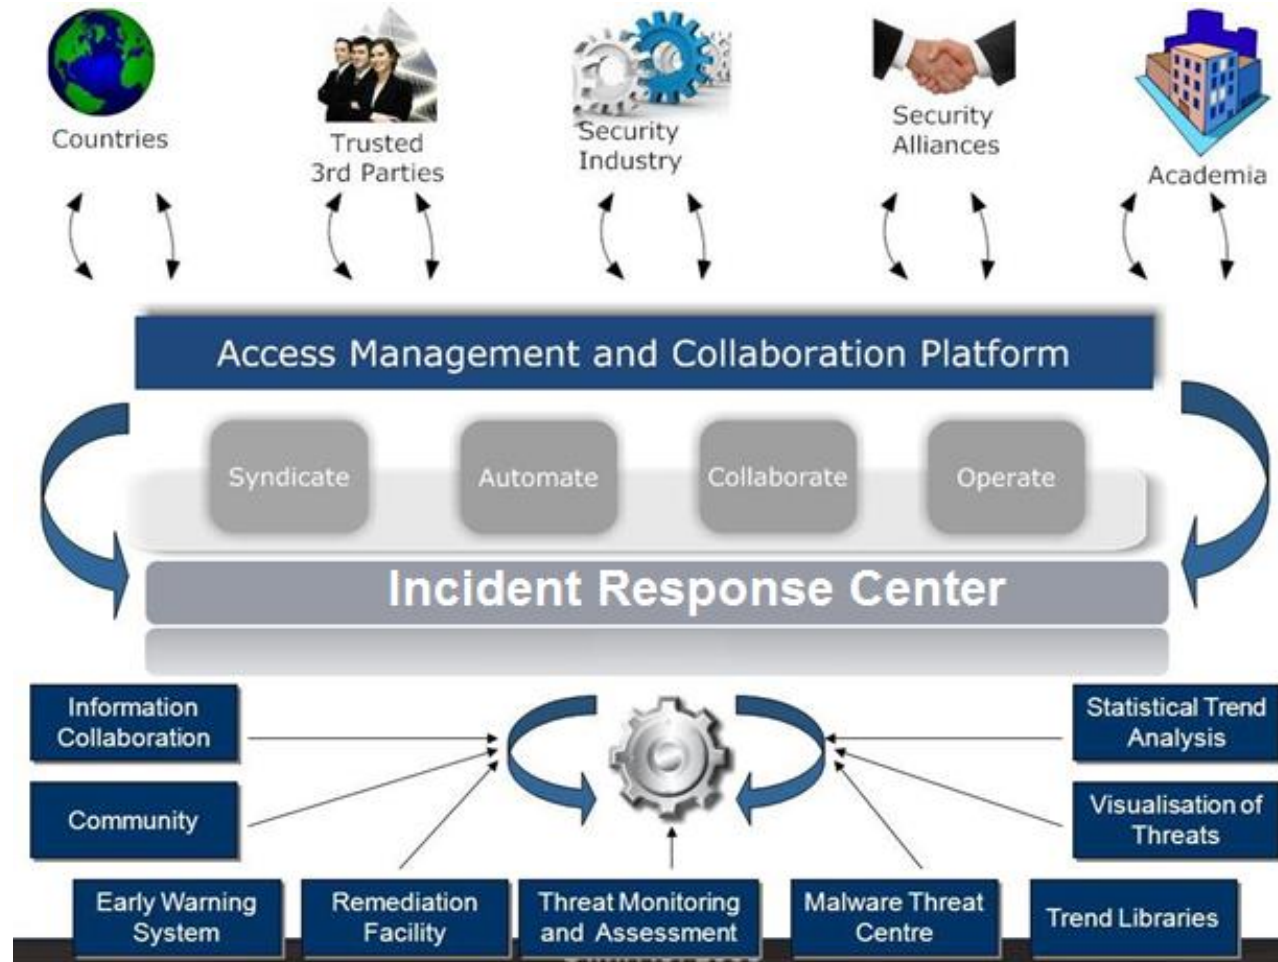 Countries
Trusted
3rd Parties
Security
Industry
Security
Alliances
Academia
Access Management and Collaboration Platform
Syndicate
Automate
Collaborate
Operate
Incident Response Center
Information
Collaboration
Statistical Trend
Analysis
Community
Visualisation of
Threats
Early Warning
System
Remediation
Facility
Threat Monitoring
and Assessment
Malware Threat
Centre
Trend Libraries